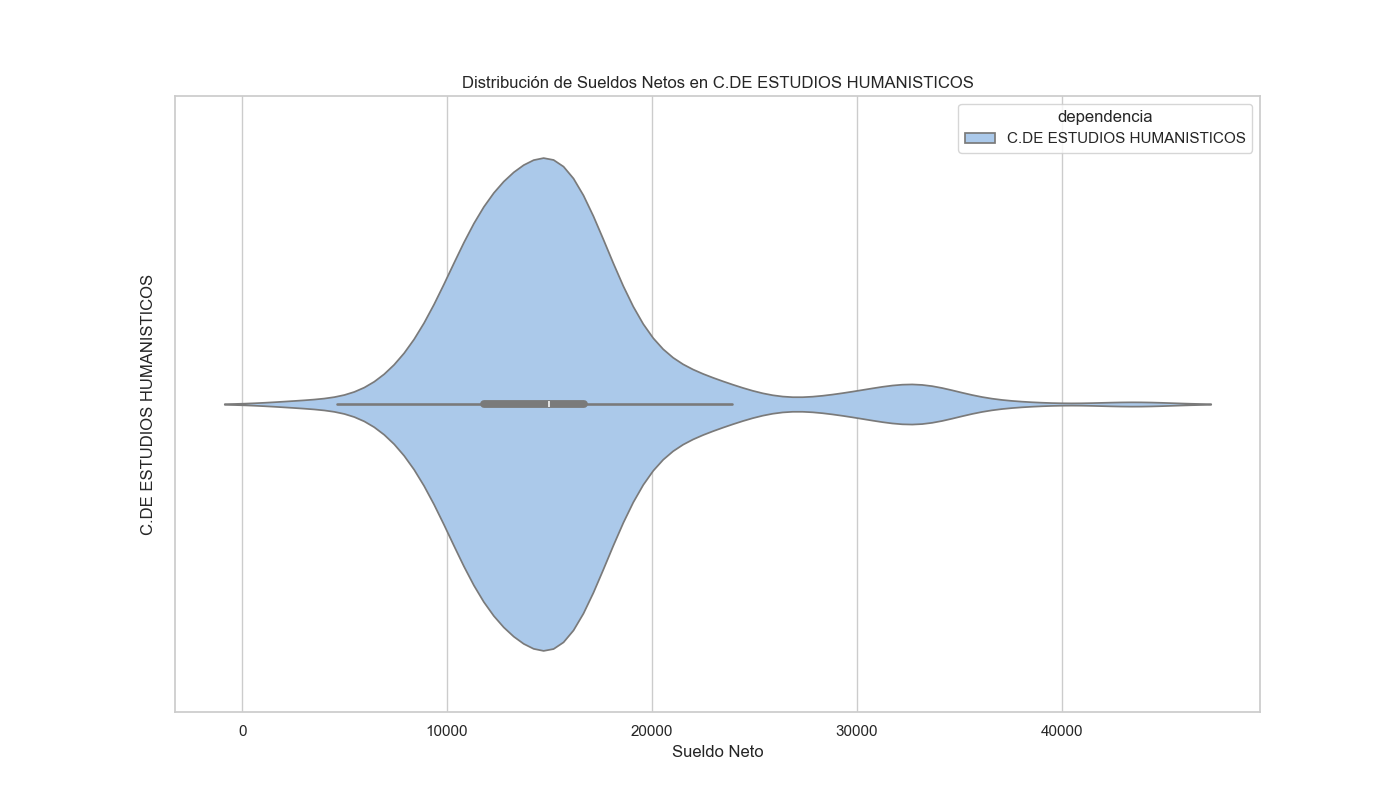 Distribución de Sueldos Netos en C.DE ESTUDIOS HUMANISTICOS
dependencia
C.DE ESTUDIOS HUMANISTICOS
C.DE ESTUDIOS HUMANISTICOS
0 10000 20000 30000 40000
Sueldo Neto